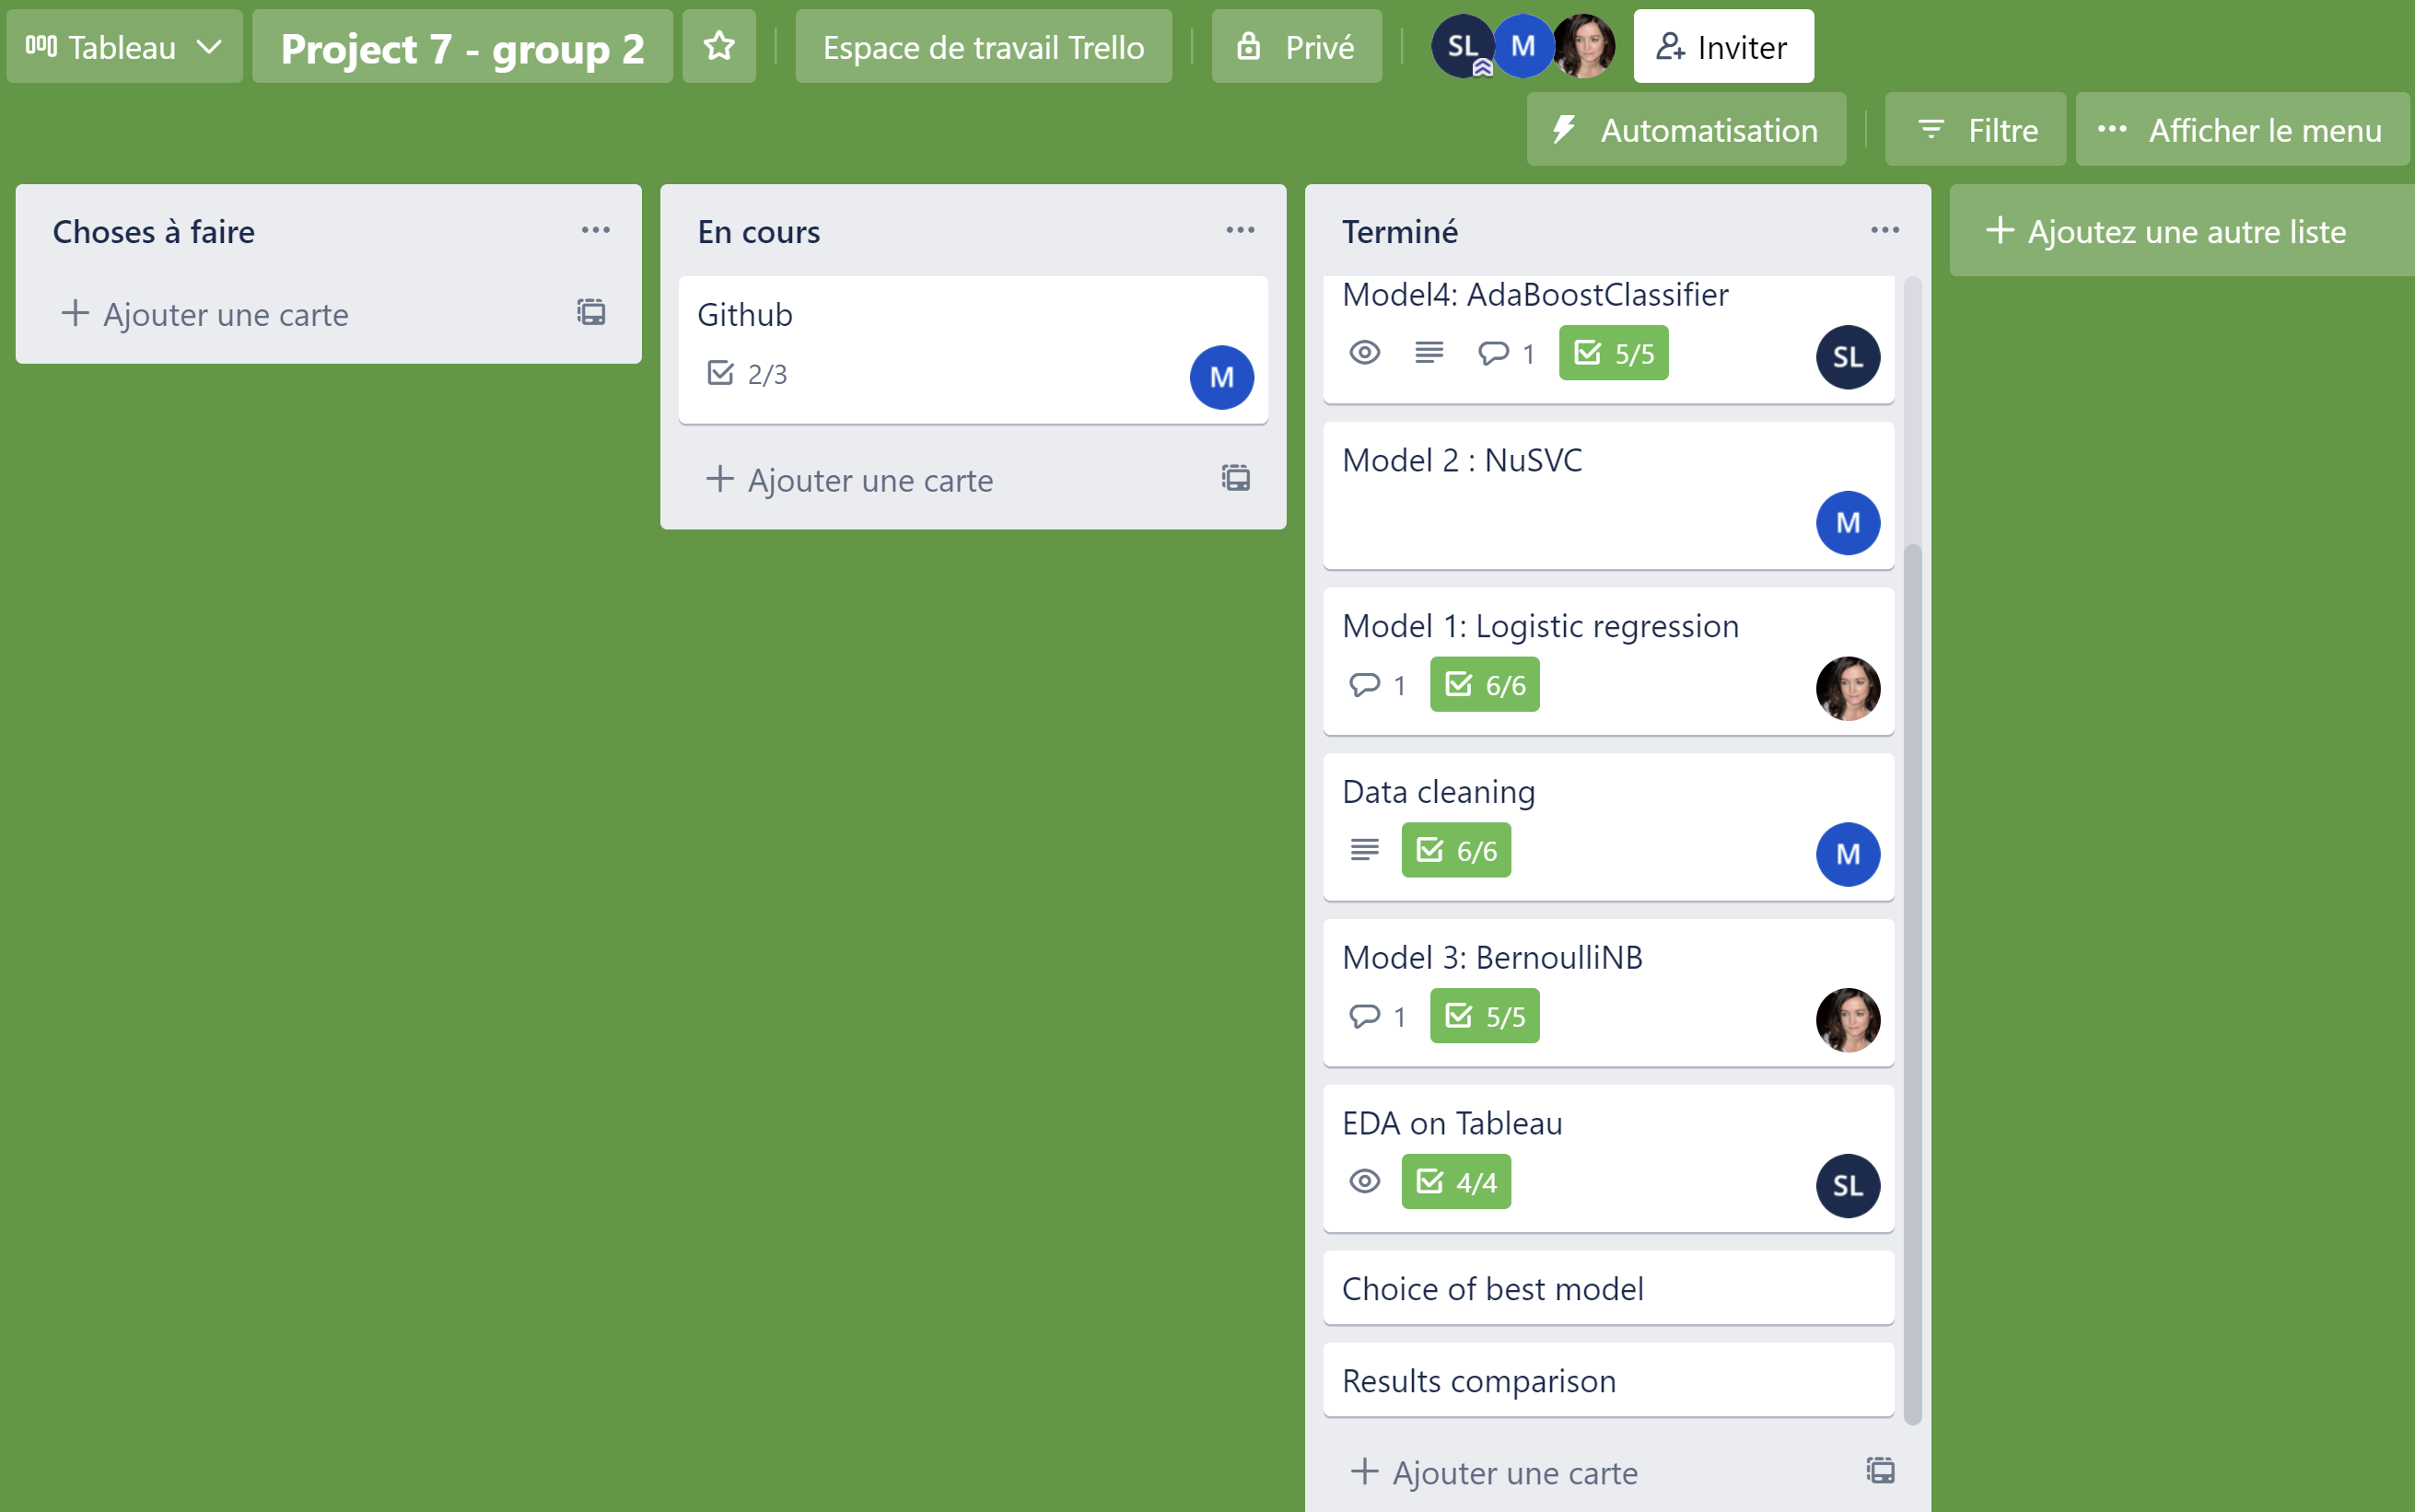 Tableau
Project 7 - group 2
Espace de travail Trello
Privé
SL
M
Inviter
Automatisation
Filtre
Afficher le menu
Choses à faire
Ajouter une carte
En cours
Github
2/3
M
Ajouter une carte
Terminé
Model4: AdaBoostClassifier
1
5/5
SL
Model 2 : NuSVC
M
Model 1: Logistic regression
1
6/6
Data cleaning
6/6
M
Model 3: BernoulliNB
1
5/5
EDA on Tableau
4/4
SL
Choice of best model
Results comparison
Ajouter une carte
Ajoutez une autre liste